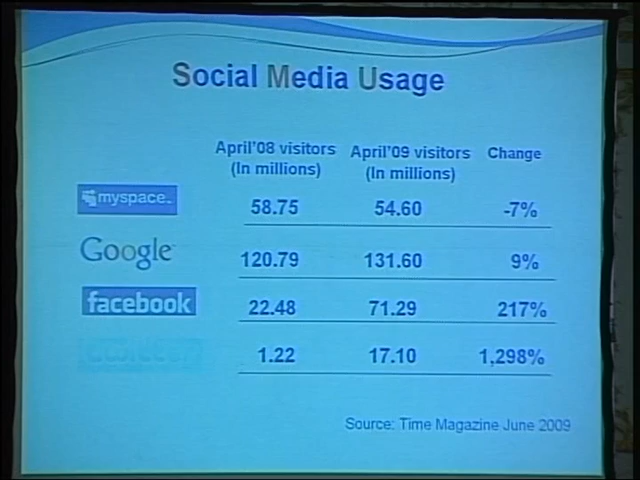 Social Media Usage
April'08 visitors April'09 visitors Change
(In millions) (In millions)
myspace 58.75 54.60 -7%
Google 120.79 131.60 9%
facebook 22.48 71.29 217%
1.22 17.10 1,298%
Source: Time Magazine June 2009